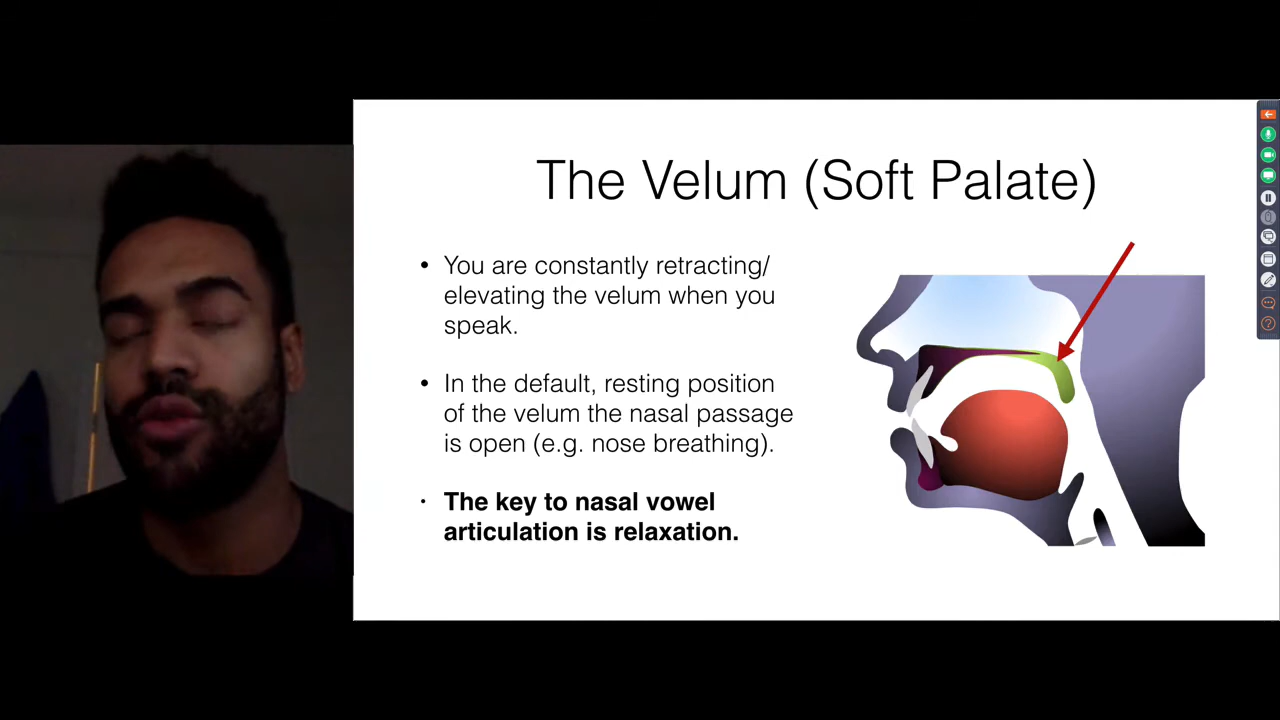 The Velum (Soft Palate)
• You are constantly retracting/
elevating the velum when you
speak.
• In the default, resting position
of the velum the nasal passage
is open (e.g. nose breathing).
• The key to nasal vowel
articulation is relaxation.